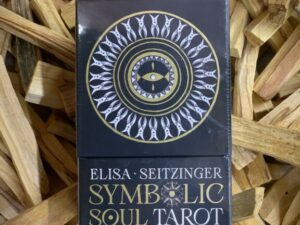 ELISA · SEITZINGER
SYMBOLIC
SOUL TAROT